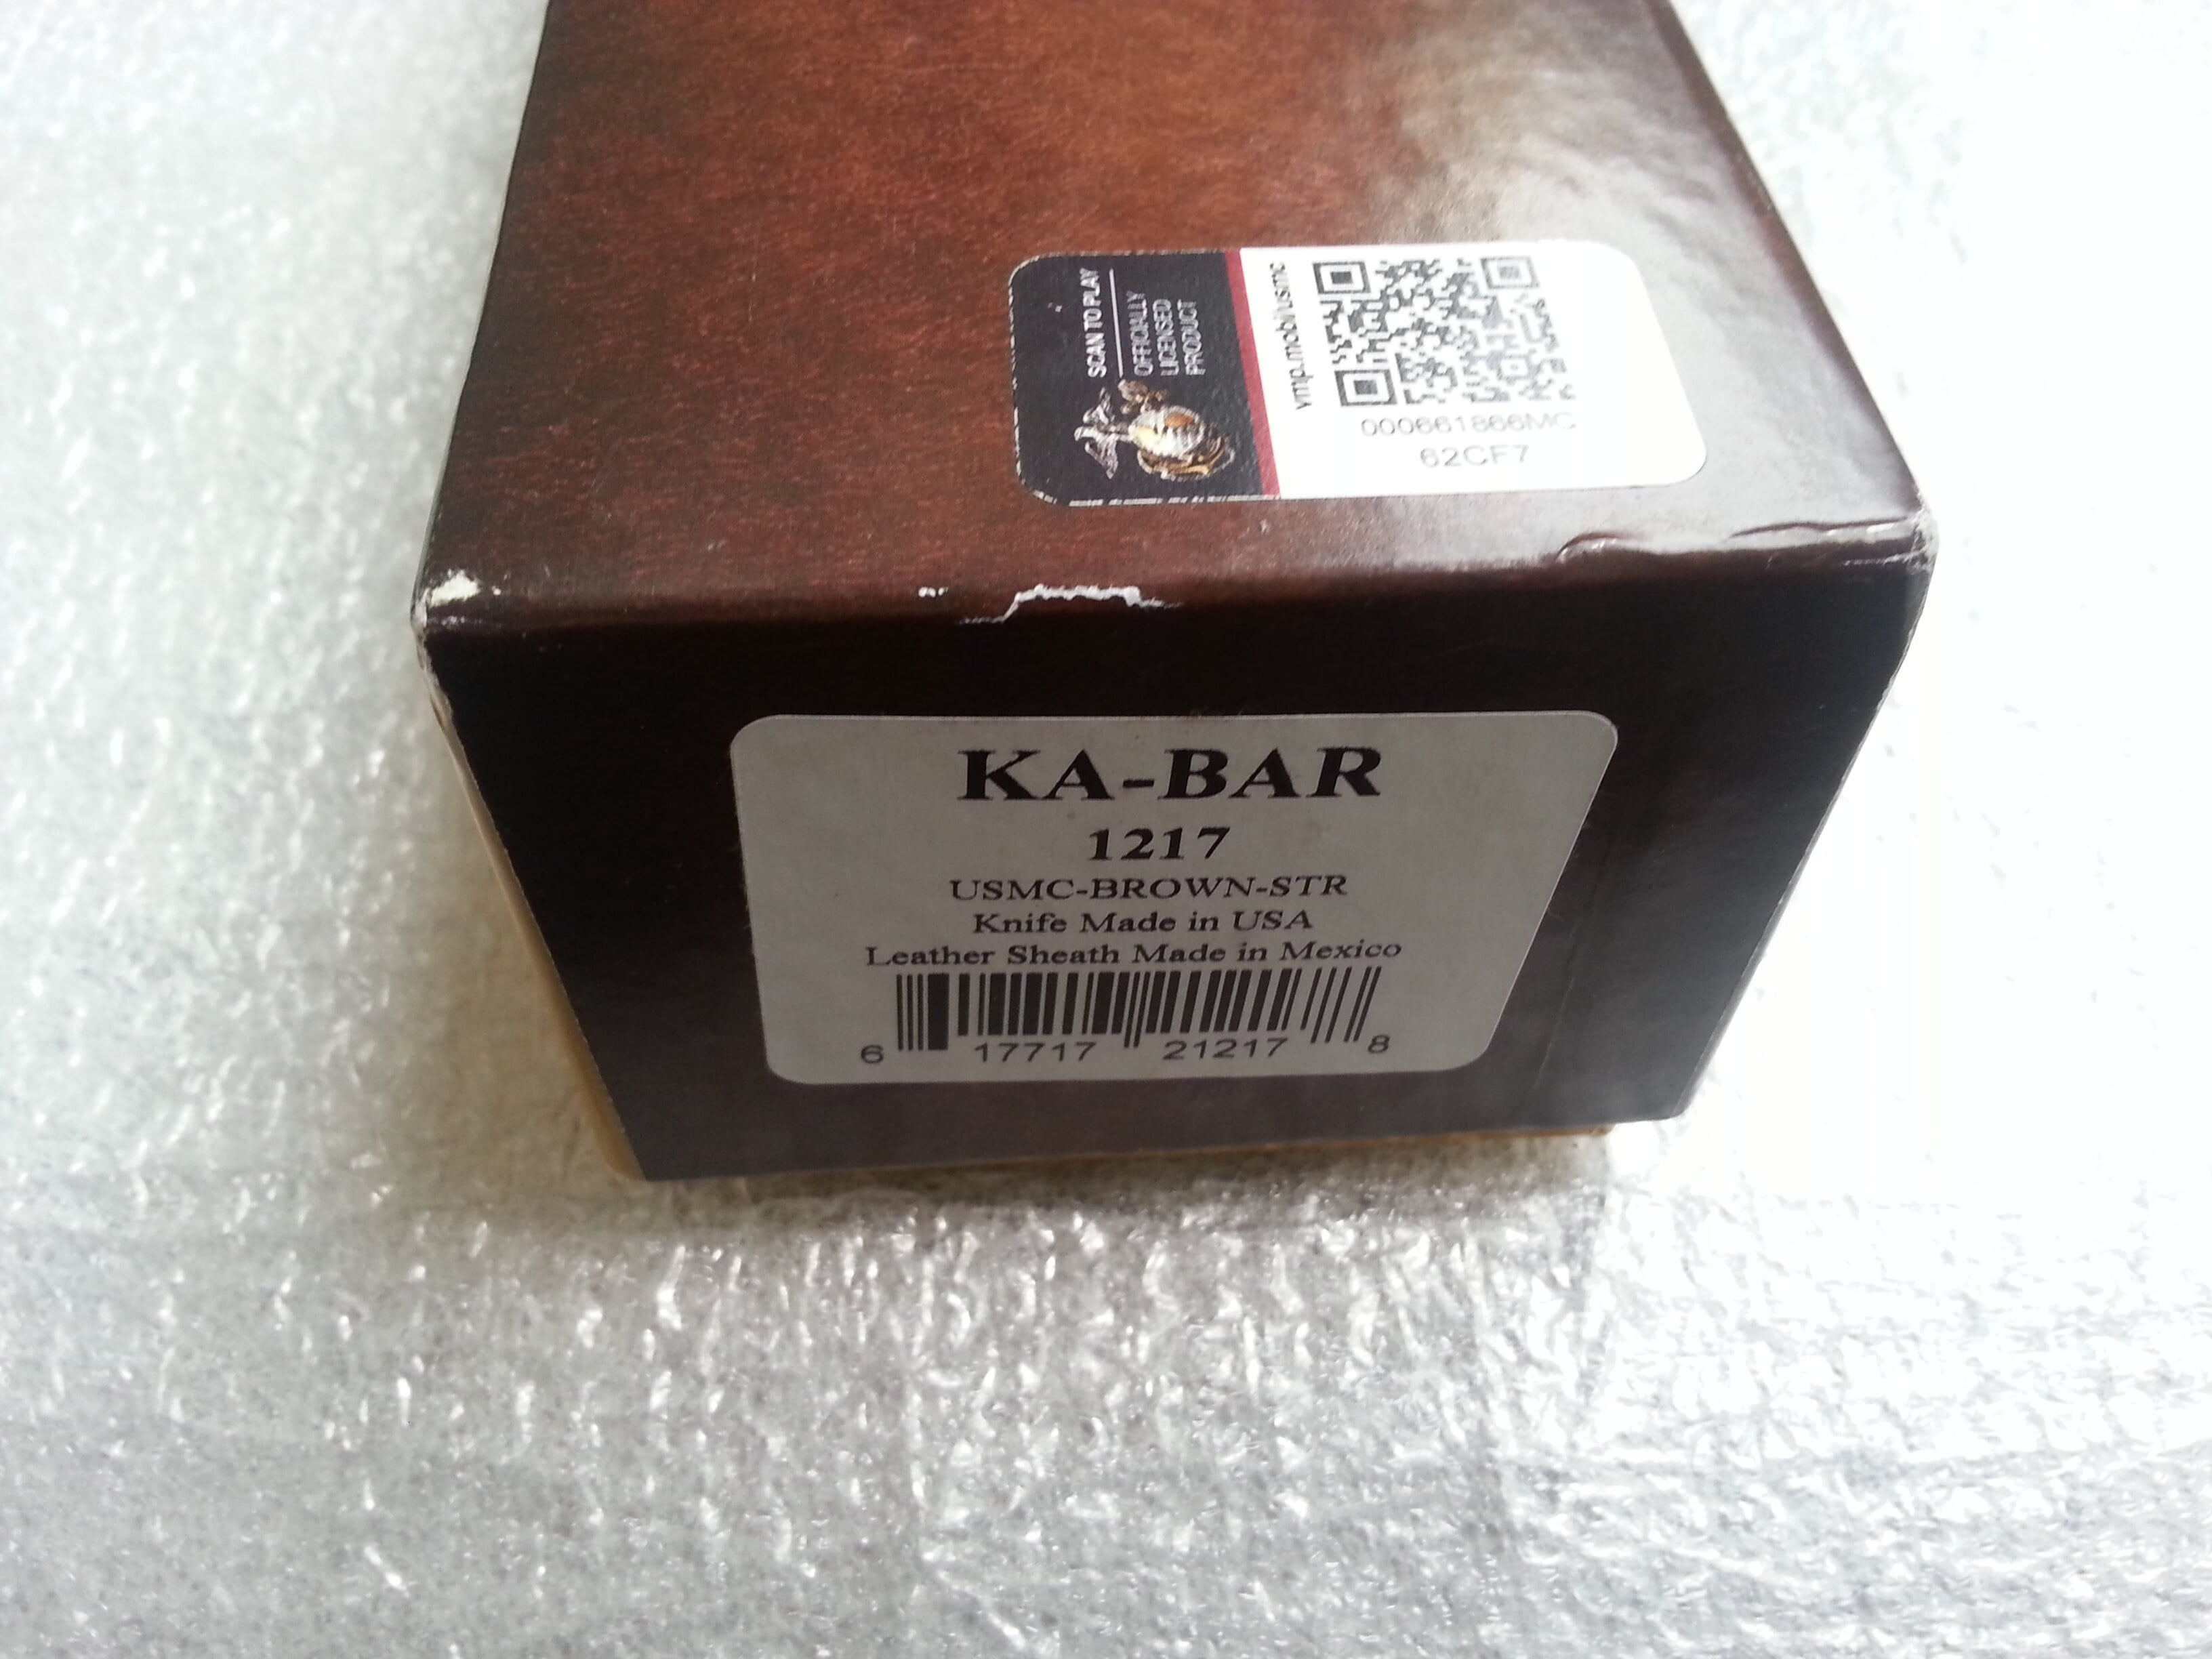 SCAN TO PLAY
OFFICIALLY
LICENSED
PRODUCT
vmp.mobi/usmc
000661866MC
62CF7
KA-BAR
1217
USMC-BROWN-STR
Knife Made in USA
Leather Sheath Made in Mexico
6 17717 21217 8